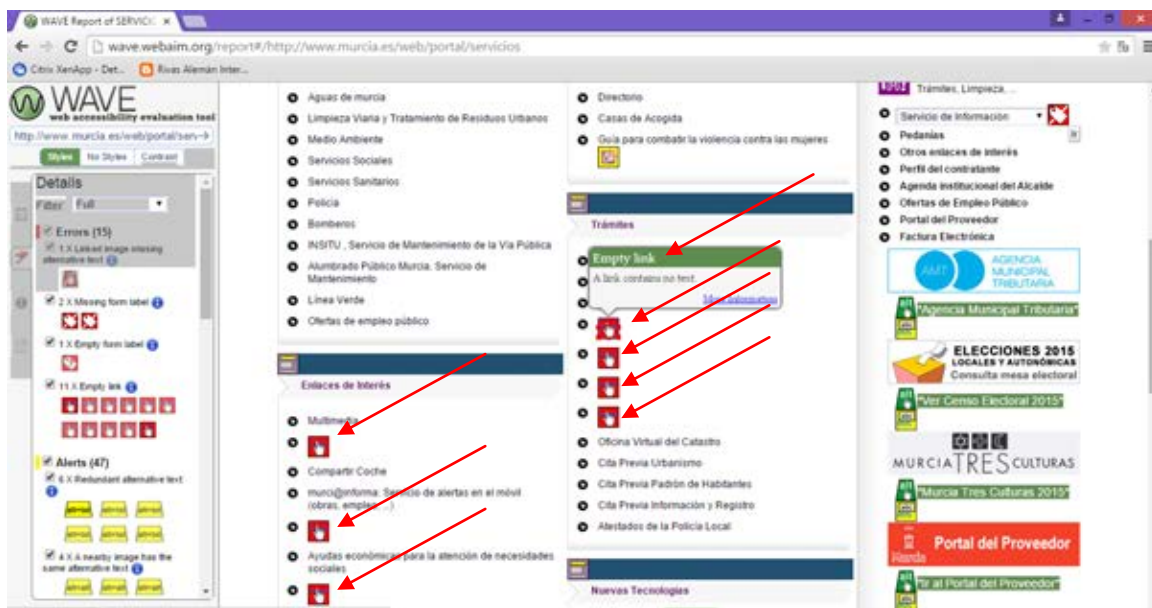 WAVE Report of SERVICI
wave.webaim.org/report#/http://www.murcia.es/web/portal/servicios
Citrix XenApp - Det...
Rivas Alemán Inter...
WAVE
web accessibility evaluation tool
http://www.murcia.es/web/portal/serv
Styles
No Styles
Contrast
Details
Filter: Full
Errors (15)
1 X Linked image missing
alternative text
2 X Missing form label
1 X Empty form label
11 X Empty link
Alerts (47)
6 X Redundant alternative text
4 X A nearby image has the
same alternative text
Aguas de murcia
Limpieza Viaria y Tratamiento de Residuos Urbanos
Medio Ambiente
Servicios Sociales
Servicios Sanitarios
Policía
Bomberos
INSITU , Servicio de Mantenimiento de la Vía Pública
Alumbrado Público Murcia. Servicio de
Mantenimiento
Línea Verde
Ofertas de empleo público
Enlaces de Interés
Multimedia
Compartir Coche
murci@informa: Servicio de alertas en el móvil
(obras, empleo, ...)
Ayudas económicas para la atención de necesidades
sociales
Directorio
Casas de Acogida
Guía para combatir la violencia contra las mujeres
Trámites
Empty link
A link contains no text.
More information
Oficina Virtual del Catastro
Cita Previa Urbanismo
Cita Previa Padrón de Habitantes
Cita Previa Información y Registro
Atestados de la Policía Local
Nuevas Tecnologías
Trámites, Limpieza, ...
Servicio de Información
Pedanías
Otros enlaces de interés
Perfil del contratante
Agenda institucional del Alcalde
Ofertas de Empleo Público
Portal del Proveedor
Factura Electrónica
AMT
AGENCIA
MUNICIPAL
TRIBUTARIA
"Agencia Municipal Tributaria"
ELECCIONES 2015
LOCALES Y AUTONÓMICAS
Consulta mesa electoral
"Ver Censo Electoral 2015"
MURCIA TRES CULTURAS
"Murcia Tres Culturas 2015"
Portal del Proveedor
"Ir al Portal del Proveedor"